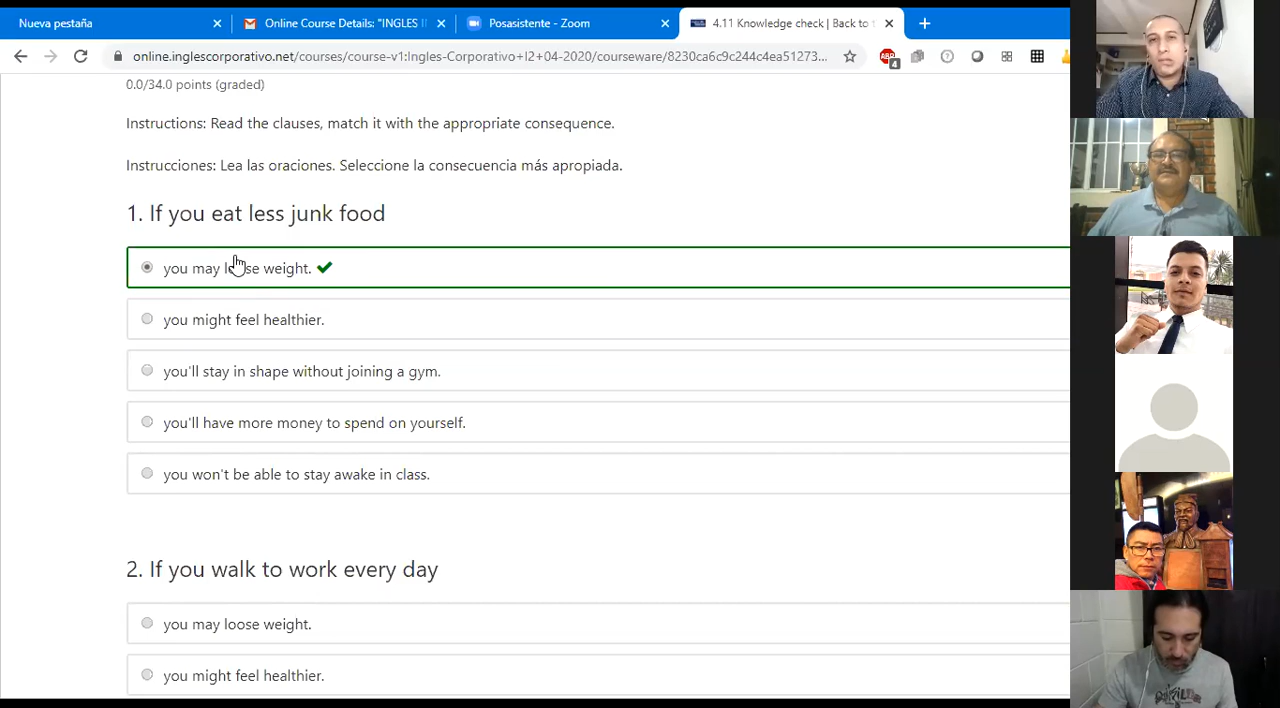 Nueva pestaña
Online Course Details: "INGLES I
Posasistente - Zoom
4.11 Knowledge check | Back to
online.inglescorporativo.net/courses/course-v1:Ingles-Corporativo+I2+04-2020/courseware/8230ca6c9c244c4ea51273...
4
0.0/34.0 points (graded)
Instructions: Read the clauses, match it with the appropriate consequence.
Instrucciones: Lea las oraciones. Seleccione la consecuencia más apropiada.
1. If you eat less junk food
you may loose weight.
you might feel healthier.
you'll stay in shape without joining a gym.
you'll have more money to spend on yourself.
you won't be able to stay awake in class.
2. If you walk to work every day
you may loose weight.
you might feel healthier.